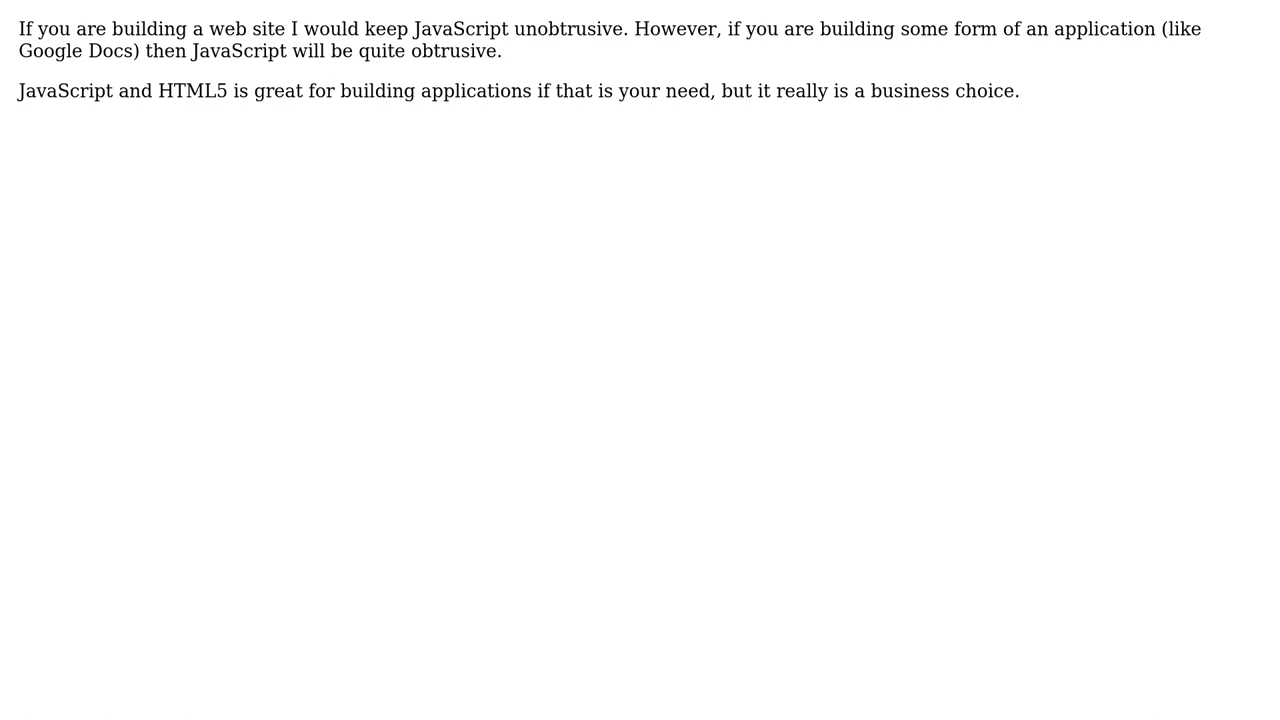 If you are building a web site I would keep JavaScript unobtrusive. However, if you are building some form of an application (like
Google Docs) then JavaScript will be quite obtrusive.
JavaScript and HTML5 is great for building applications if that is your need, but it really is a business choice.